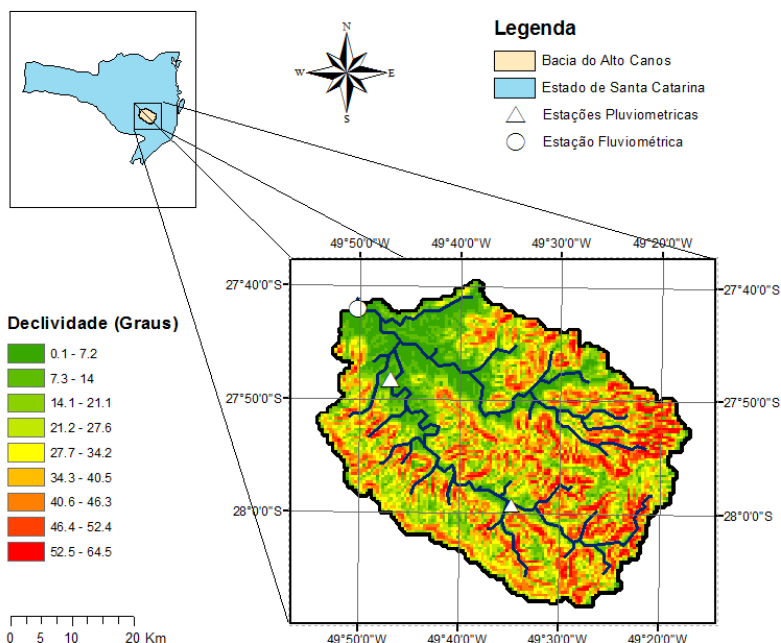 N
W E
S
Legenda
Bacia do Alto Canos
Estado de Santa Catarina
Estações Pluviometricas
Estação Fluviométrica
49°50'0"W 49°40'0"W 49°30'0"W 49°20'0"W
27°40'0"S 27°40'0"S
Declividade (Graus)
0.1 - 7.2
7.3 - 14
14.1 - 21.1
21.2 - 27.6
27.7 - 34.2
34.3 - 40.5
40.6 - 46.3
46.4 - 52.4
52.5 - 64.5
27°50'0"S 27°50'0"S
28°0'0"S 28°0'0"S
49°50'0"W 49°40'0"W 49°30'0"W 49°20'0"W
0 5 10 20 Km